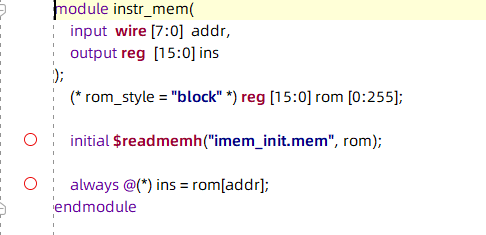 module instr_mem(
input wire [7:0] addr,
output reg [15:0] ins
);
(* rom_style = "block" *) reg [15:0] rom [0:255];
initial $readmemh("imem_init.mem", rom);
always @(*) ins = rom[addr];
endmodule